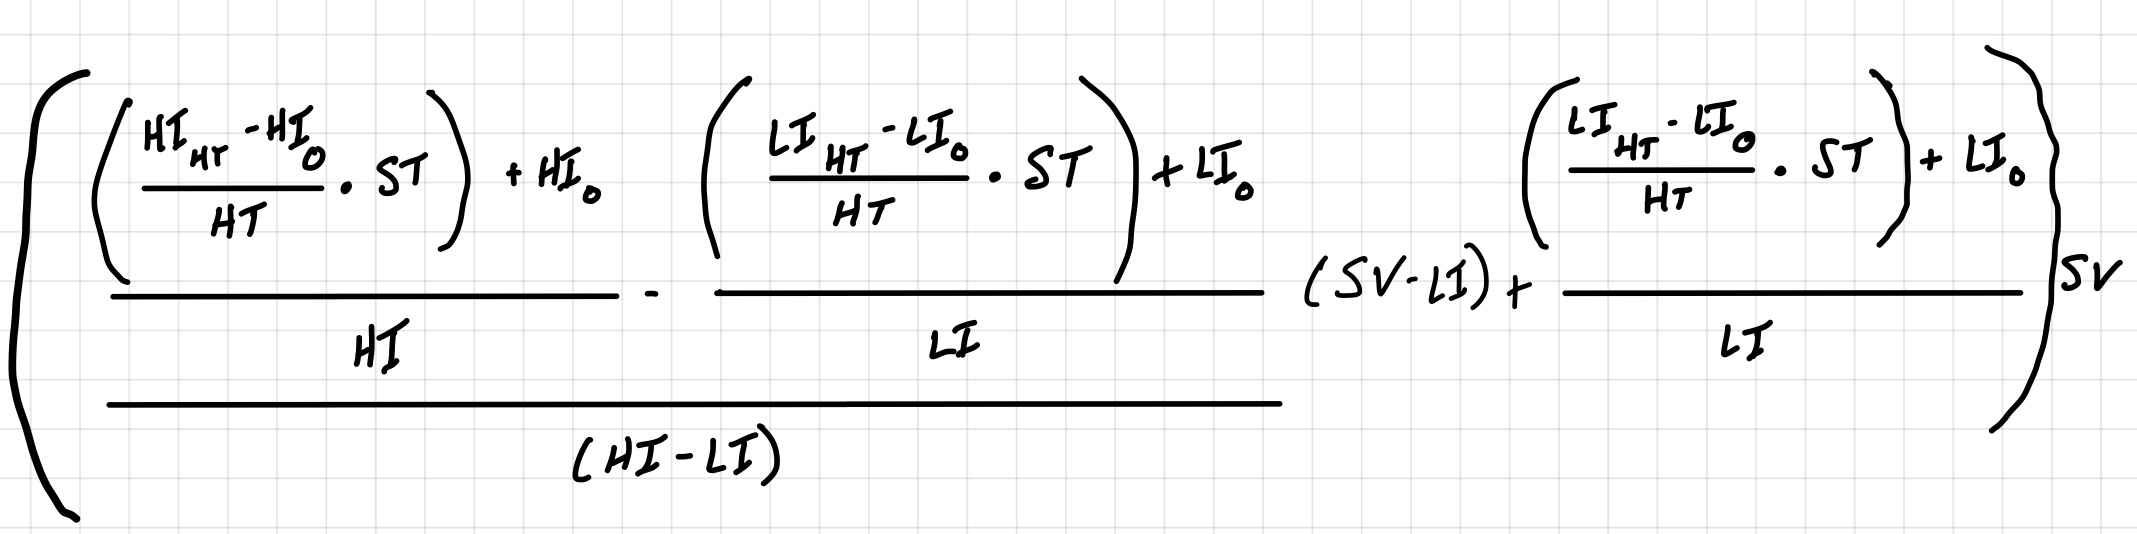 \left( \frac{\frac{\left( \frac{HI_{HT} - HI_0}{HT} \cdot ST \right) + HI_0}{HI} - \frac{\left( \frac{LI_{HT} - LI_0}{HT} \cdot ST \right) + LI_0}{LI}}{(HI - LI)} (SV - LI) + \frac{\left( \frac{LI_{HT} - LI_0}{HT} \cdot ST \right) + LI_0}{LI} \right) SV